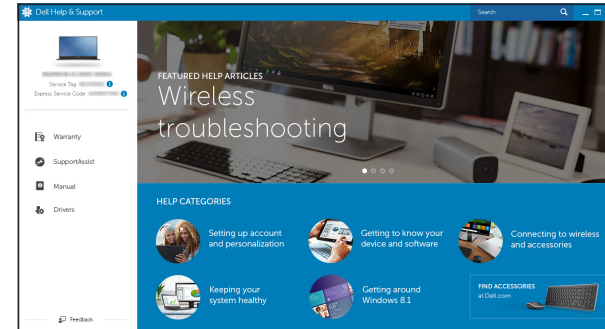 Dell Help & Support
Search
Service Tag
Express Service Code
Warranty
SupportAssist
Manual
Drivers
Feedback
FEATURED HELP ARTICLES
Wireless
troubleshooting
HELP CATEGORIES
Setting up account
and personalization
Getting to know your
device and software
Connecting to wireless
and accessories
Keeping your
system healthy
Getting around
Windows 8.1
FIND ACCESSORIES
at Dell.com